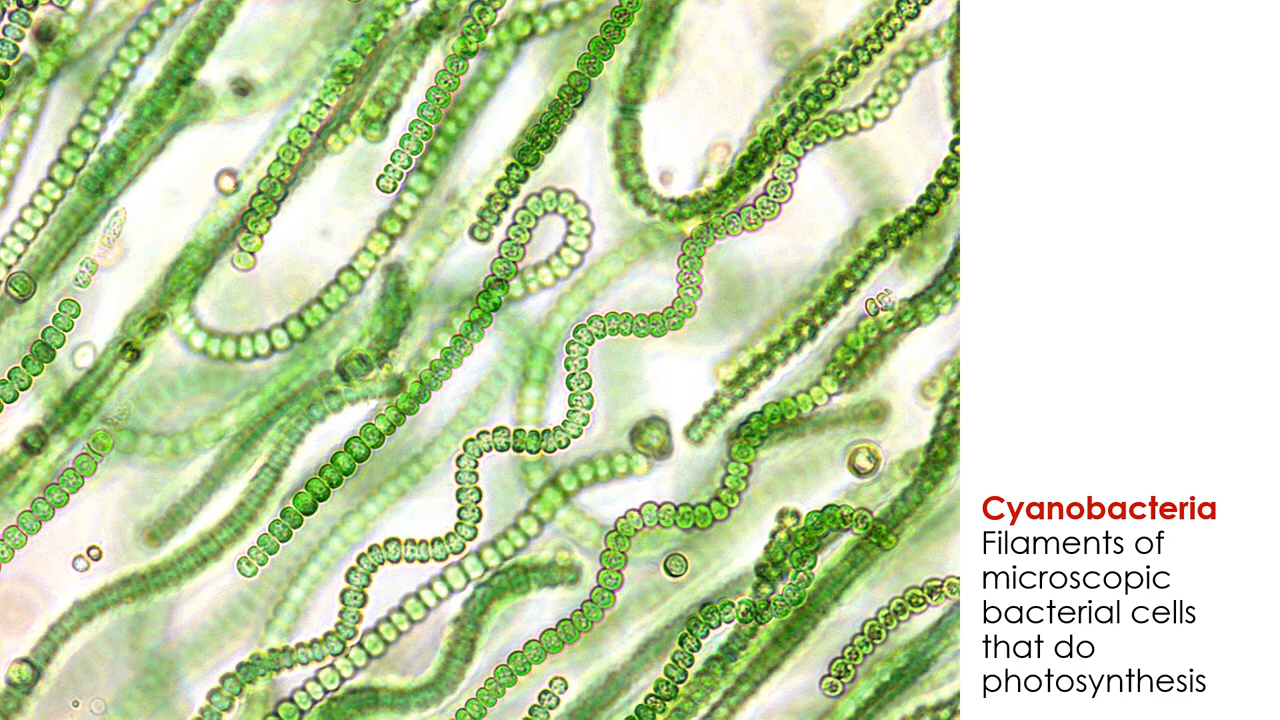 Cyanobacteria
Filaments of
microscopic
bacterial cells
that do
photosynthesis